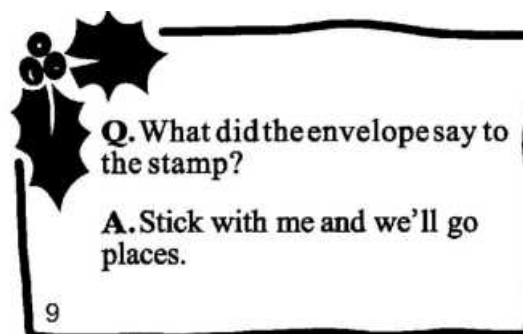 Q. What did the envelope say to
the stamp?
A. Stick with me and we'll go
places.
9